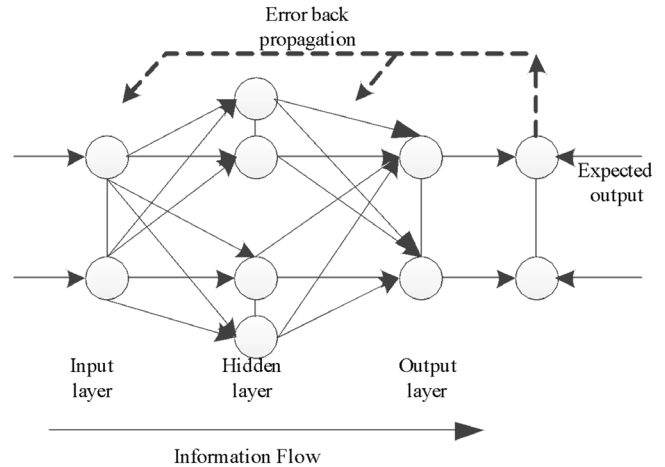 Error back
propagation
Expected
output
Input
layer
Hidden
layer
Output
layer
Information Flow